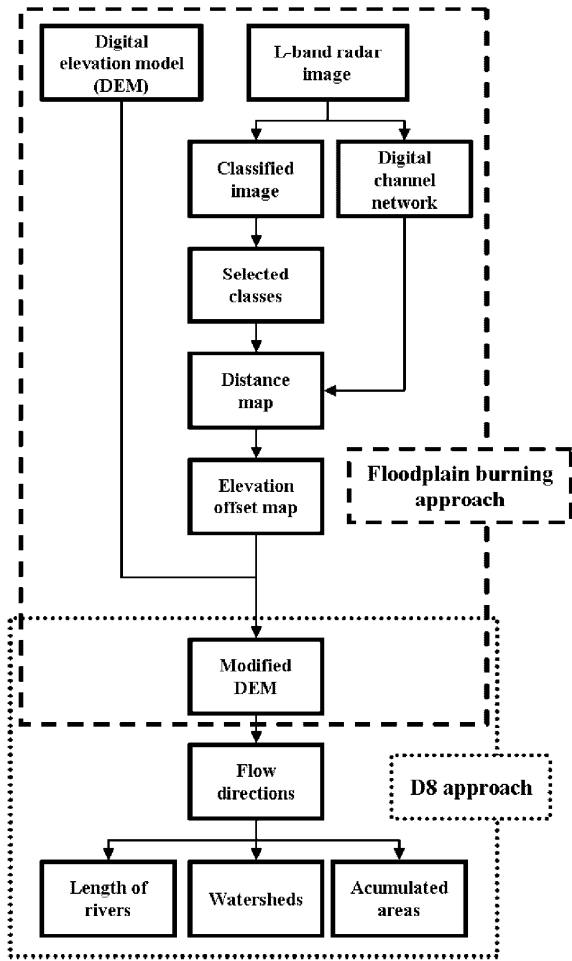 Digital
elevation model
(DEM)
L-band radar
image
Classified
image
Digital
channel
network
Selected
classes
Distance
map
Elevation
offset map
Floodplain burning
approach
Modified
DEM
Flow
directions
D8 approach
Length of
rivers
Watersheds
Acumulated
areas